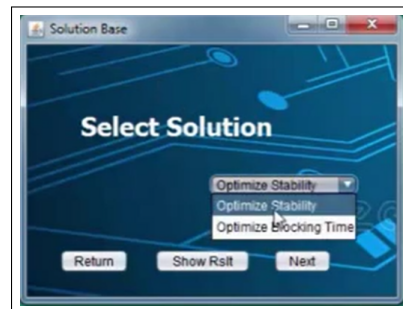 Solution Base
Select Solution
Optimize Stability
Optimize Stability
Optimize Blocking Time
Return
Show Rslt
Next